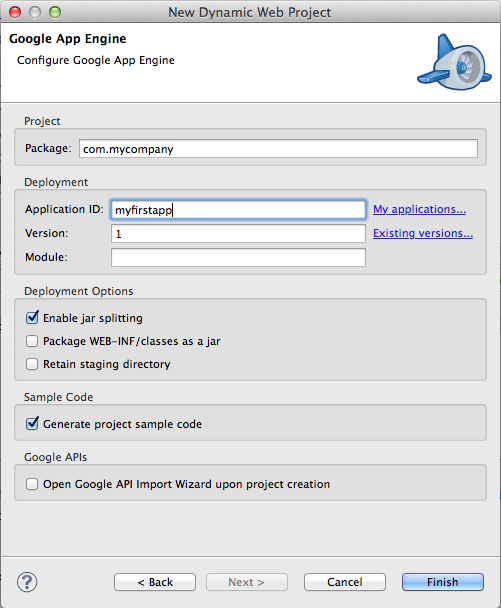 New Dynamic Web Project
Google App Engine
Configure Google App Engine
Project
Package: com.mycompany
Deployment
Application ID: myfirstapp My applications...
Version: 1 Existing versions...
Module:
Deployment Options
Enable jar splitting
Package WEB-INF/classes as a jar
Retain staging directory
Sample Code
Generate project sample code
Google APIs
Open Google API Import Wizard upon project creation
? < Back Next > Cancel Finish